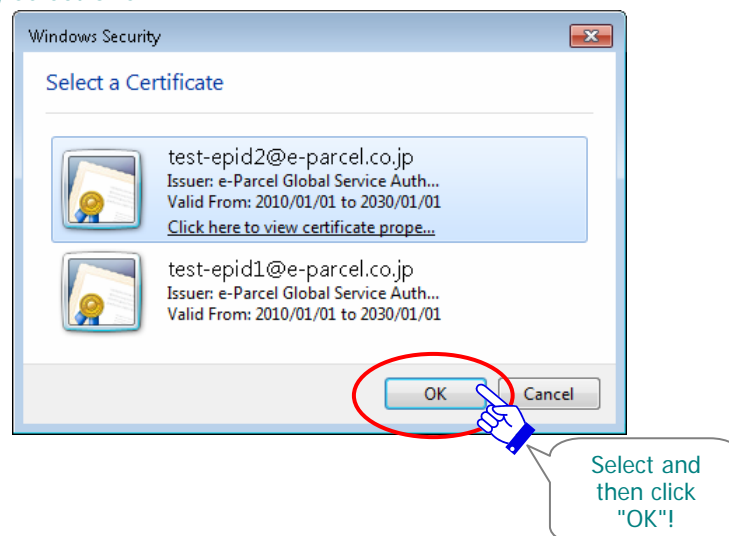 Windows Security
Select a Certificate
test-epid2@e-parcel.co.jp
Issuer: e-Parcel Global Service Auth...
Valid From: 2010/01/01 to 2030/01/01
Click here to view certificate prope...
test-epid1@e-parcel.co.jp
Issuer: e-Parcel Global Service Auth...
Valid From: 2010/01/01 to 2030/01/01
OK
Cancel
Select and
then click
"OK"!